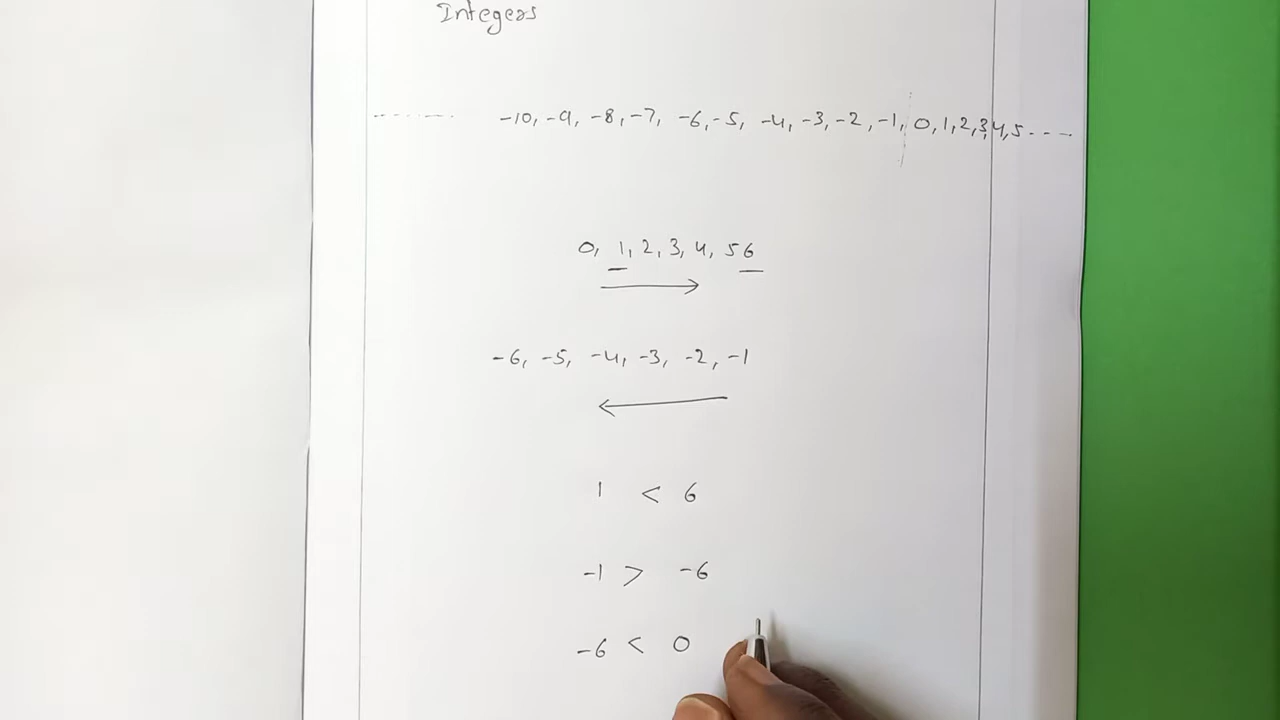 Integers
------- -10, -9, -8, -7, -6, -5, -4, -3, -2, -1, 0, 1, 2, 3, 4, 5 - - -
0, 1, 2, 3, 4, 5 6
-6, -5, -4, -3, -2, -1
1 < 6
-1 > -6
-6 < 0